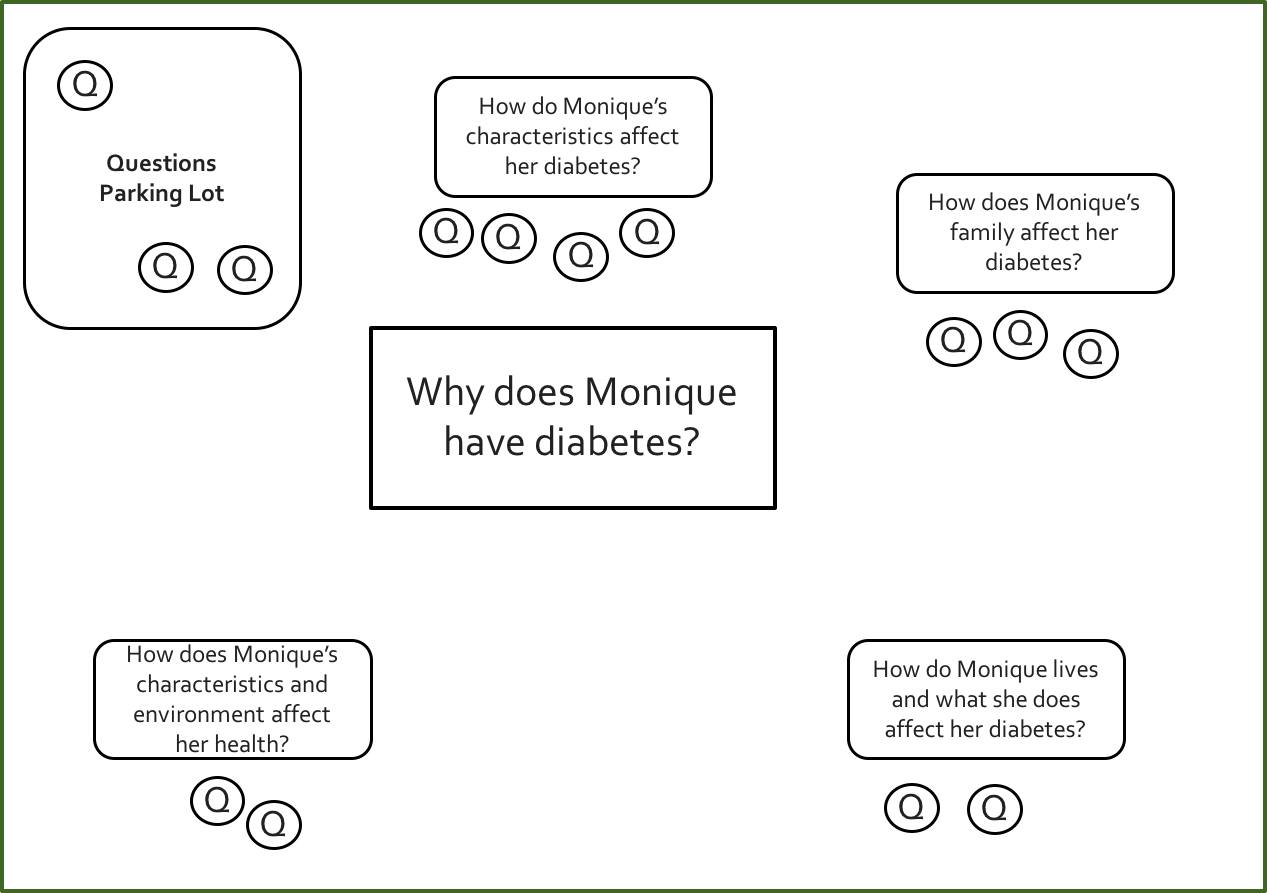 Q
Questions
Parking Lot
Q Q
How do Monique's
characteristics affect
her diabetes?
Q Q Q Q
How does Monique's
family affect her
diabetes?
Q Q Q
Why does Monique
have diabetes?
How does Monique's
characteristics and
environment affect
her health?
Q Q
How do Monique lives
and what she does
affect her diabetes?
Q Q